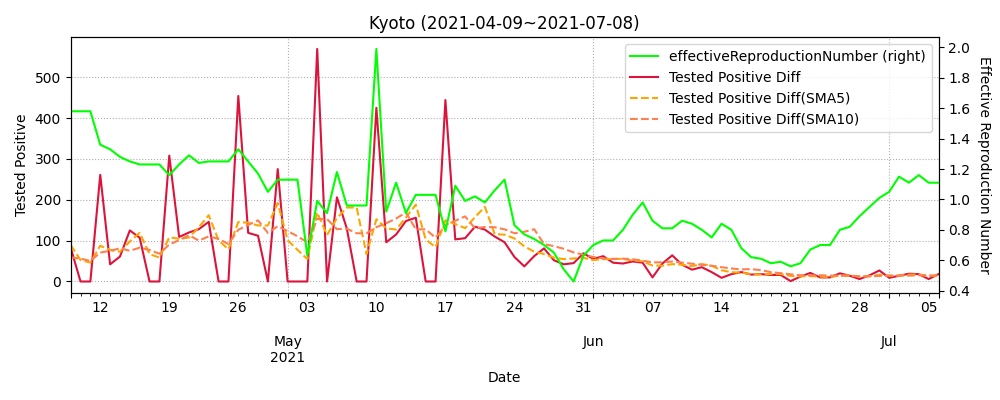 Kyoto (2021-04-09~2021-07-08)
effectiveReproductionNumber (right)
Tested Positive Diff
Tested Positive Diff(SMA5)
Tested Positive Diff(SMA10)
Tested Positive
500
400
300
200
100
0
2.0
1.8
1.6
1.4
1.2
1.0
0.8
0.6
0.4
Effective Reproduction Number
12 19 26 03 10 17 24 31 07 14 21 28 05
May Jun Jul
2021
Date